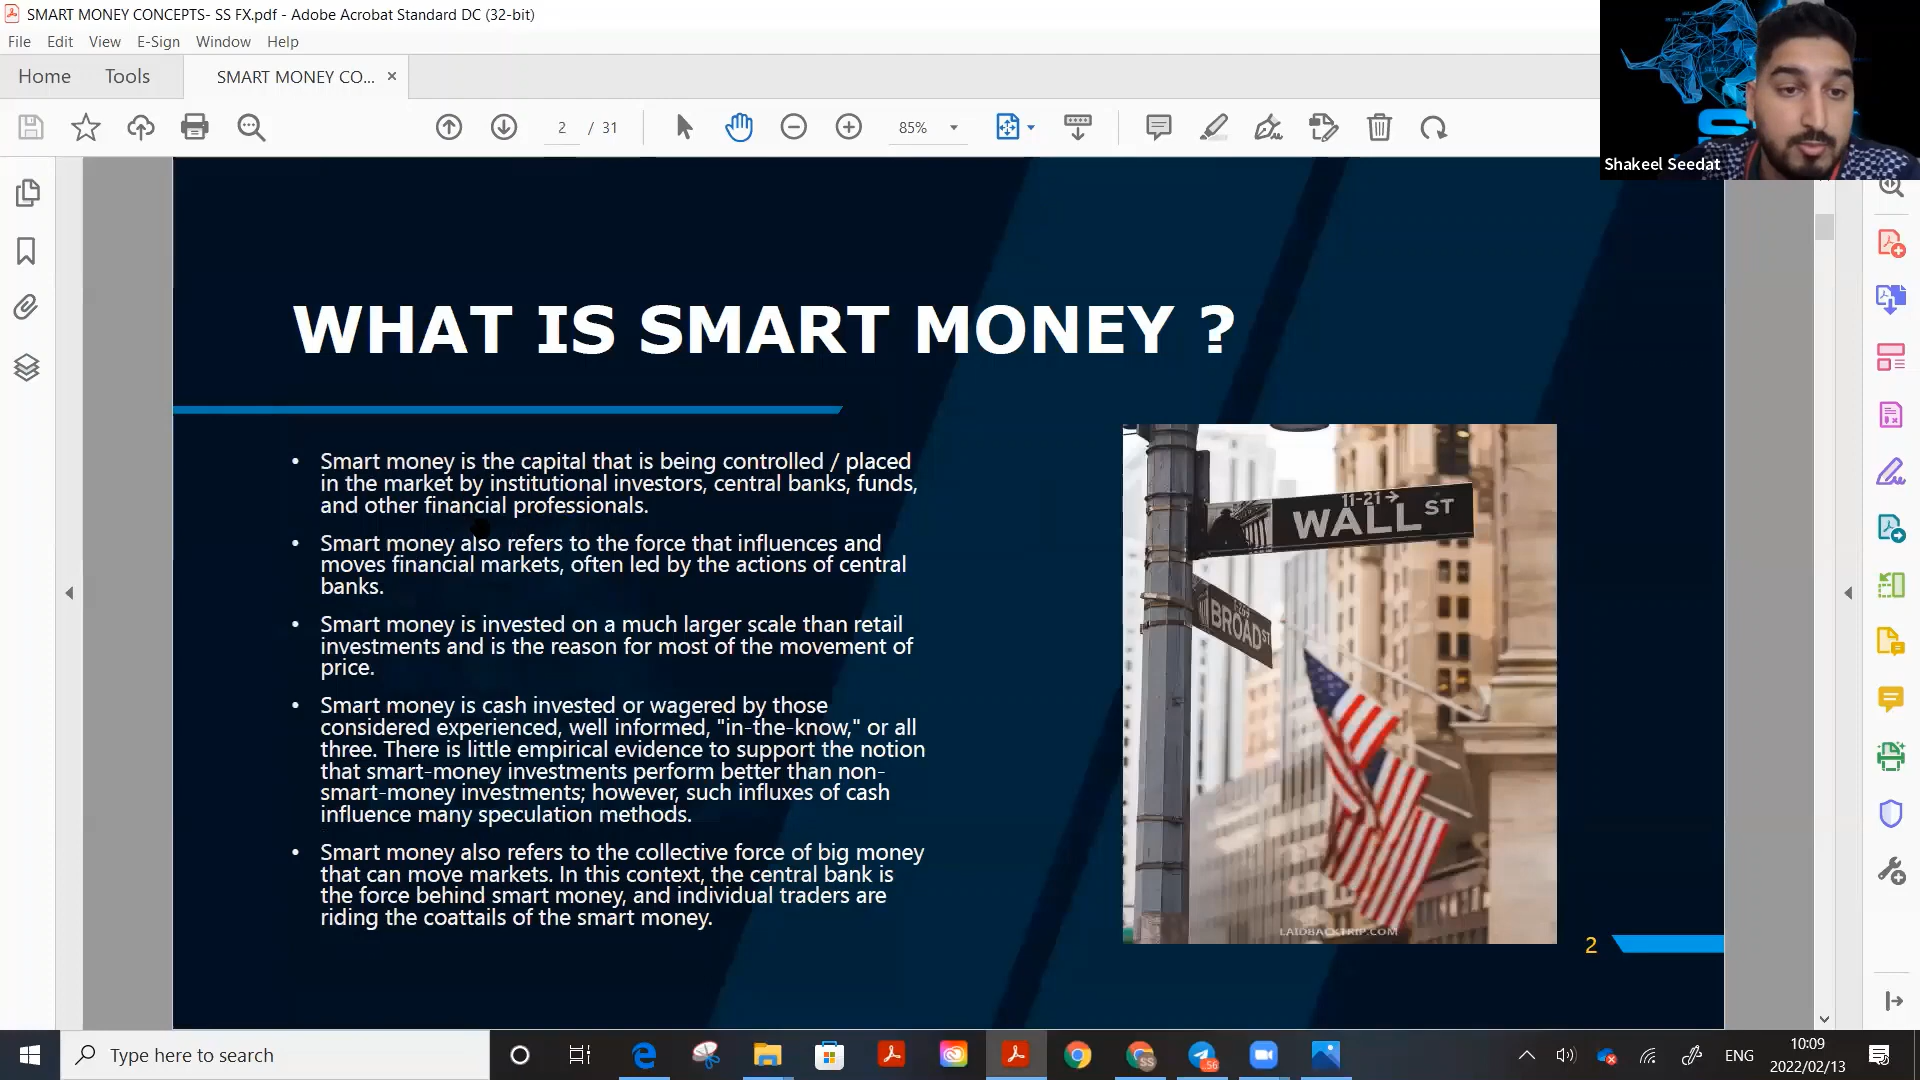 SMART MONEY CONCEPTS- SS FX.pdf - Adobe Acrobat Standard DC (32-bit)
File Edit View E-Sign Window Help
Home Tools SMART MONEY CO... ×
2 / 31 85%
Shakeel Seedat
WHAT IS SMART MONEY ?
• Smart money is the capital that is being controlled / placed
in the market by institutional investors, central banks, funds,
and other financial professionals.
• Smart money also refers to the force that influences and
moves financial markets, often led by the actions of central
banks.
• Smart money is invested on a much larger scale than retail
investments and is the reason for most of the movement of
price.
• Smart money is cash invested or wagered by those
considered experienced, well informed, "in-the-know," or all
three. There is little empirical evidence to support the notion
that smart-money investments perform better than non-
smart-money investments; however, such influxes of cash
influence many speculation methods.
• Smart money also refers to the collective force of big money
that can move markets. In this context, the central bank is
the force behind smart money, and individual traders are
riding the coattails of the smart money.
11-21→
WALL ST
BROAD ST
LAIDBACKTRIP.COM
2
Type here to search
SS
56
ENG
10:09
2022/02/13